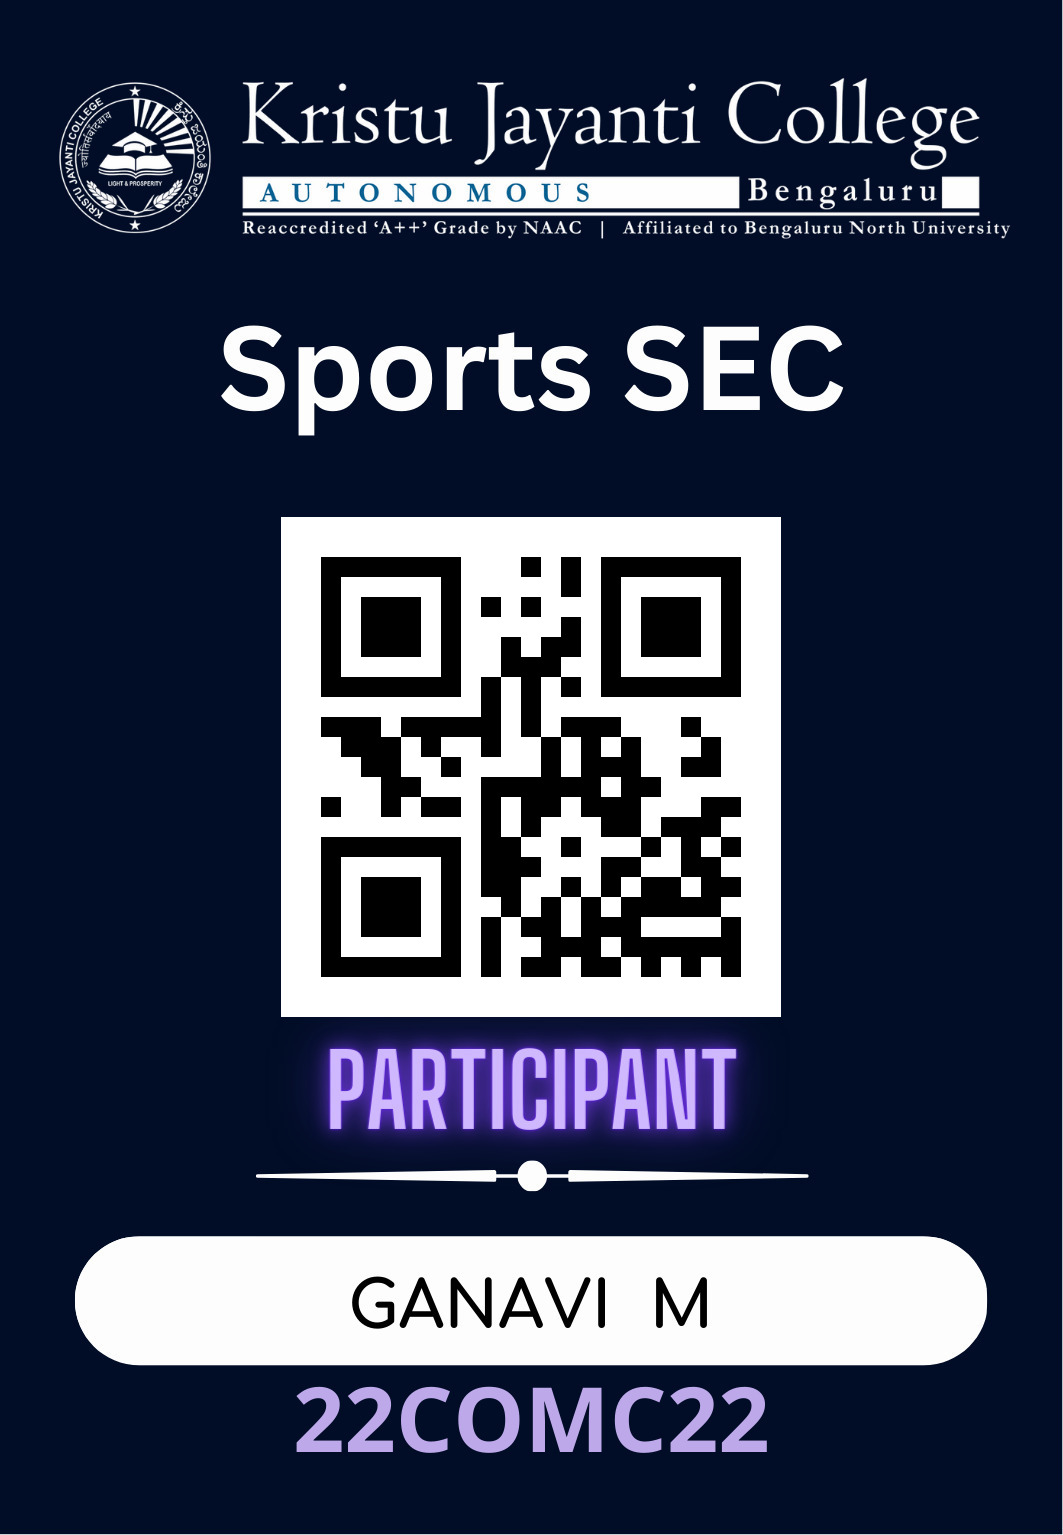 KRISTU JAYANTI COLLEGE
ಕ್ರಿಸ್ತು ಜಯಂತಿ ಕಾಲೇಜು
LIGHT & PROSPERITY
Kristu Jayanti College
AUTONOMOUS Bengaluru
Reaccredited ‘A++’ Grade by NAAC | Affiliated to Bengaluru North University
Sports SEC
PARTICIPANT
GANAVI M
22COMC22